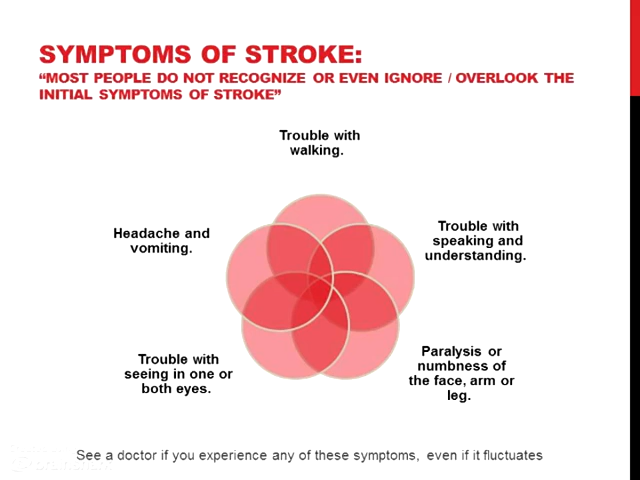 SYMPTOMS OF STROKE:
“MOST PEOPLE DO NOT RECOGNIZE OR EVEN IGNORE / OVERLOOK THE
INITIAL SYMPTOMS OF STROKE”
Trouble with
walking.
Trouble with
speaking and
understanding.
Paralysis or
numbness of
the face, arm or
leg.
Trouble with
seeing in one or
both eyes.
Headache and
vomiting.
See a doctor if you experience any of these symptoms, even if it fluctuates